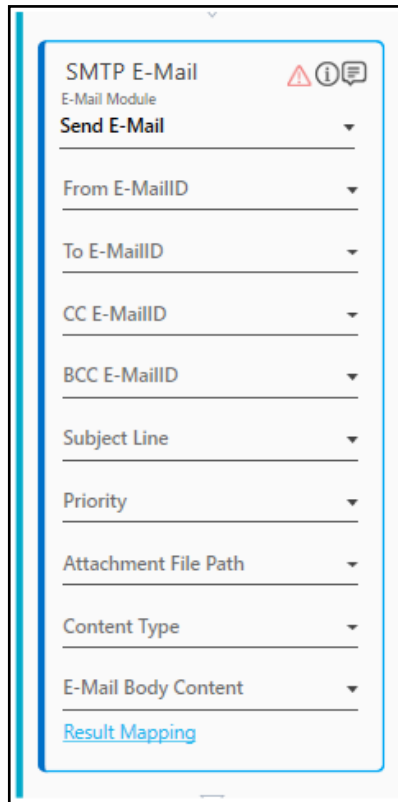 SMTP E-Mail
E-Mail Module
Send E-Mail
From E-MailID
To E-MailID
CC E-MailID
BCC E-MailID
Subject Line
Priority
Attachment File Path
Content Type
E-Mail Body Content
Result Mapping